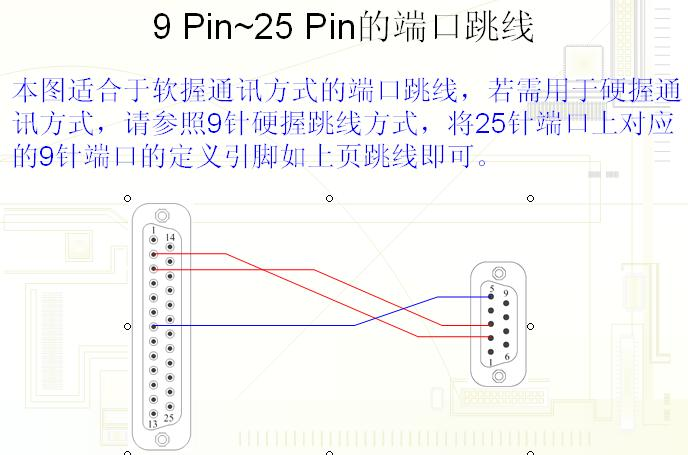 9 Pin~25 Pin的端口跳线
本图适合于软握通讯方式的端口跳线，若需用于硬握通
讯方式，请参照9针硬握跳线方式，将25针端口上对应
的9针端口的定义引脚如上页跳线即可。
1
14
5
9
1
6
13
25